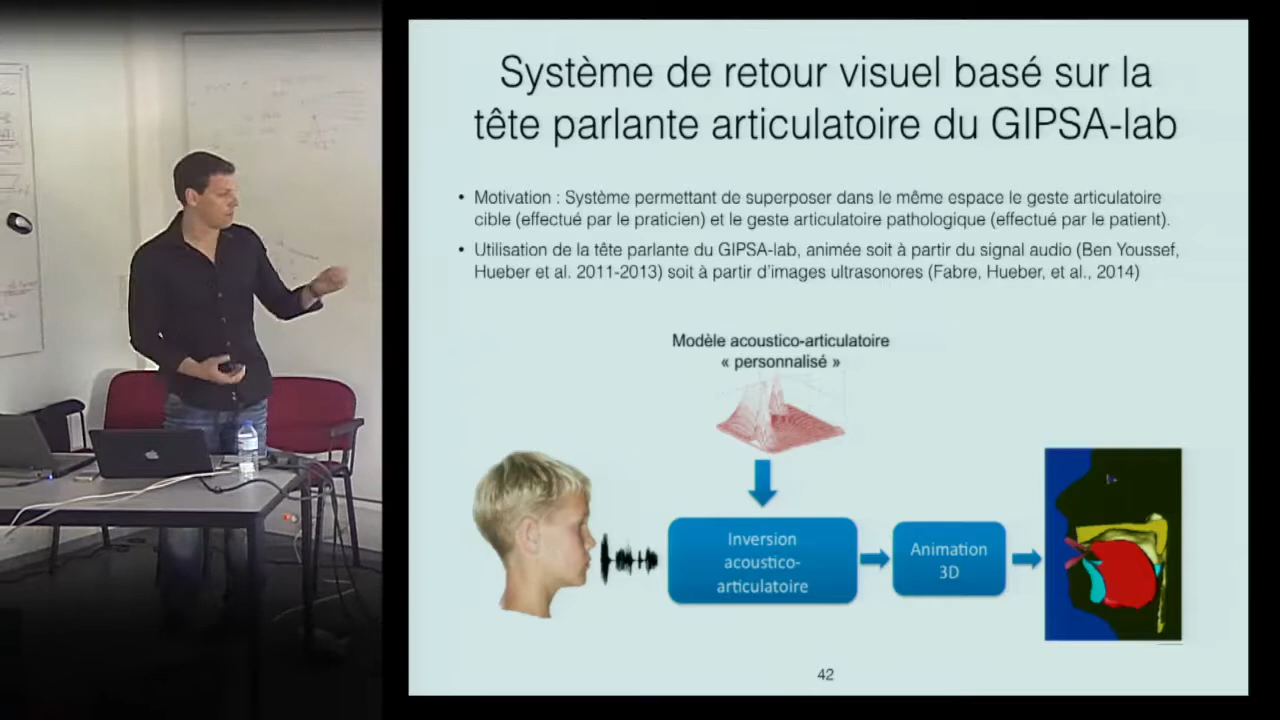 Système de retour visuel basé sur la
tête parlante articulatoire du GIPSA-lab
• Motivation : Système permettant de superposer dans le même espace le geste articulatoire
cible (effectué par le praticien) et le geste articulatoire pathologique (effectué par le patient).
• Utilisation de la tête parlante du GIPSA-lab, animée soit à partir du signal audio (Ben Youssef,
Hueber et al. 2011-2013) soit à partir d'images ultrasonores (Fabre, Hueber, et al., 2014)
Modèle acoustico-articulatoire
« personnalisé »
Inversion
acoustico-
articulatoire
Animation
3D
42